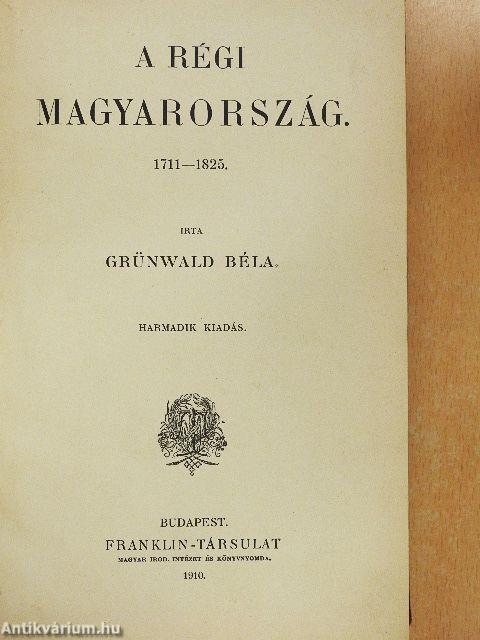 A RÉGI
MAGYARORSZÁG.
1711—1825.
IRTA
GRÜNWALD BÉLA.
HARMADIK KIADÁS.
BUDAPEST.
FRANKLIN-TÁRSULAT
MAGYAR IROD. INTÉZET ÉS KÖNYVNYOMDA.
1910.
Antikvárium.hu